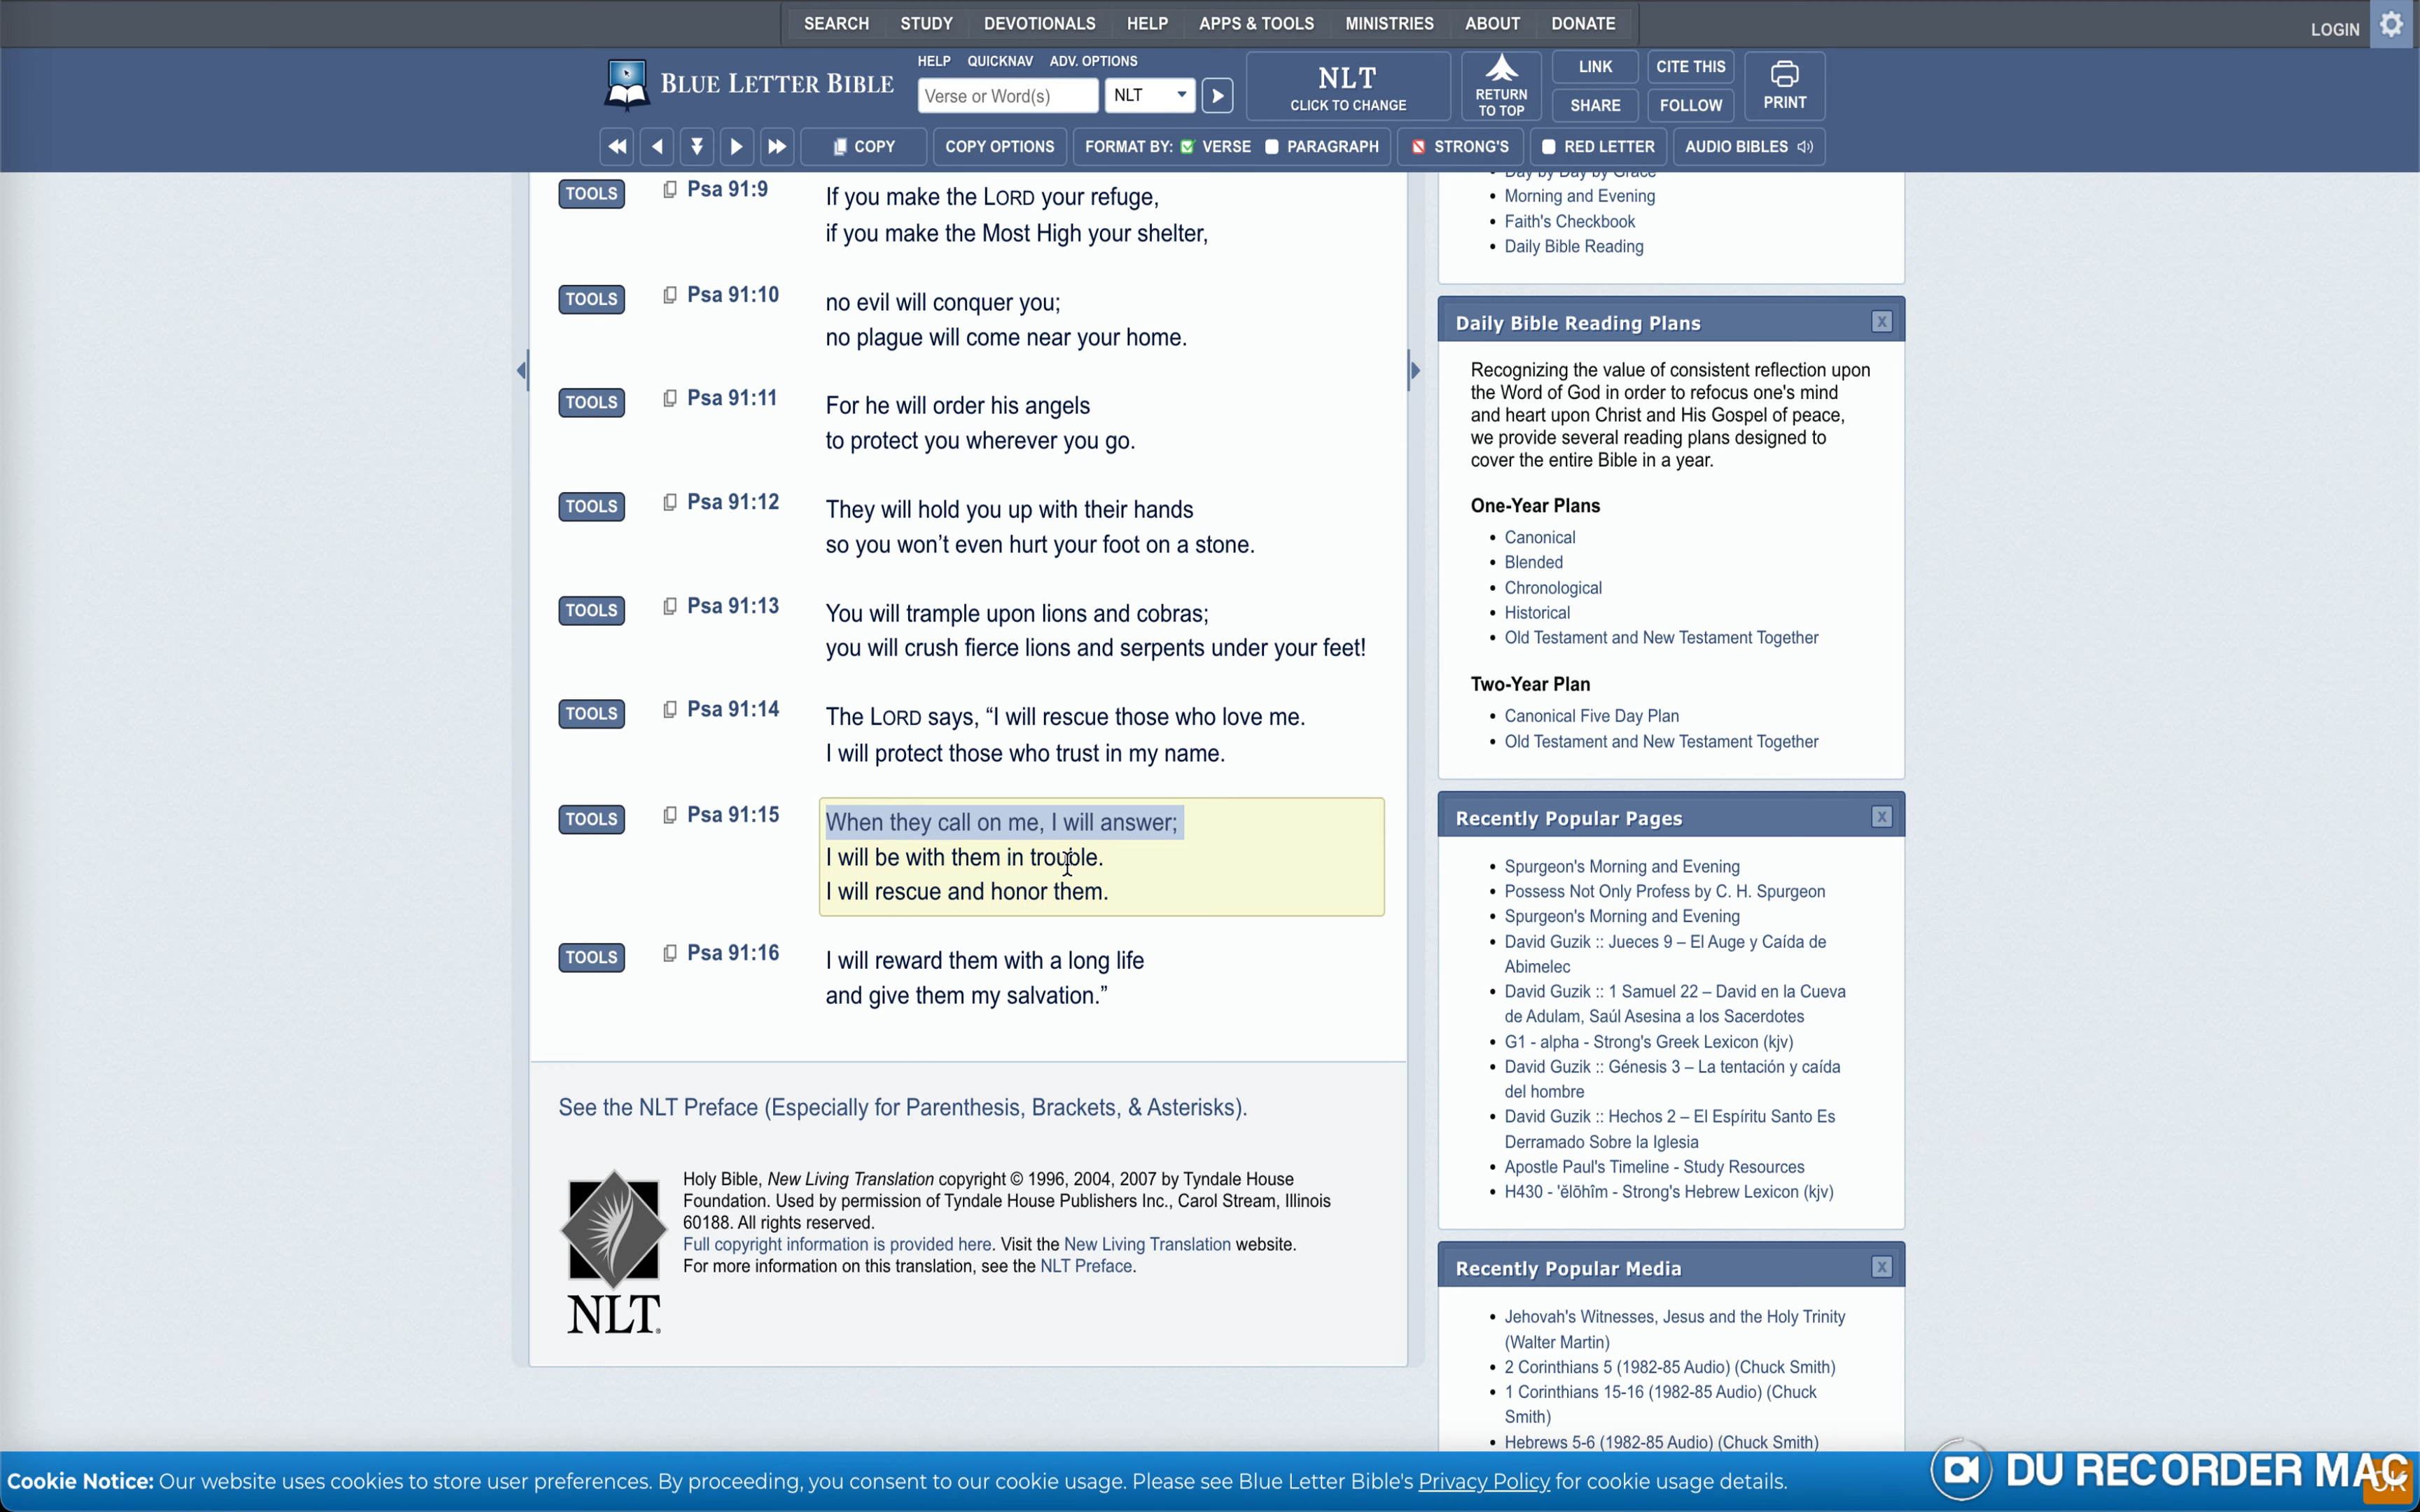 SEARCH STUDY DEVOTIONALS HELP APPS & TOOLS MINISTRIES ABOUT DONATE
LOGIN
BLUE LETTER BIBLE
HELP QUICKNAV ADV. OPTIONS
Verse or Word(s) NLT
NLT
CLICK TO CHANGE
RETURN
TO TOP
LINK CITE THIS
SHARE FOLLOW
PRINT
COPY COPY OPTIONS FORMAT BY: VERSE PARAGRAPH STRONG'S RED LETTER AUDIO BIBLES
TOOLS Psa 91:9 If you make the LORD your refuge,
if you make the Most High your shelter,
TOOLS Psa 91:10 no evil will conquer you;
no plague will come near your home.
TOOLS Psa 91:11 For he will order his angels
to protect you wherever you go.
TOOLS Psa 91:12 They will hold you up with their hands
so you won’t even hurt your foot on a stone.
TOOLS Psa 91:13 You will trample upon lions and cobras;
you will crush fierce lions and serpents under your feet!
TOOLS Psa 91:14 The LORD says, “I will rescue those who love me.
I will protect those who trust in my name.
TOOLS Psa 91:15 When they call on me, I will answer;
I will be with them in trouble.
I will rescue and honor them.
TOOLS Psa 91:16 I will reward them with a long life
and give them my salvation.”
See the NLT Preface (Especially for Parenthesis, Brackets, & Asterisks).
Holy Bible, New Living Translation copyright © 1996, 2004, 2007 by Tyndale House
Foundation. Used by permission of Tyndale House Publishers Inc., Carol Stream, Illinois
60188. All rights reserved.
Full copyright information is provided here. Visit the New Living Translation website.
For more information on this translation, see the NLT Preface.
NLT®
Day by Day by Grace
• Morning and Evening
• Faith's Checkbook
• Daily Bible Reading
Daily Bible Reading Plans X
Recognizing the value of consistent reflection upon
the Word of God in order to refocus one's mind
and heart upon Christ and His Gospel of peace,
we provide several reading plans designed to
cover the entire Bible in a year.
One-Year Plans
• Canonical
• Blended
• Chronological
• Historical
• Old Testament and New Testament Together
Two-Year Plan
• Canonical Five Day Plan
• Old Testament and New Testament Together
Recently Popular Pages X
• Spurgeon's Morning and Evening
• Possess Not Only Profess by C. H. Spurgeon
• Spurgeon's Morning and Evening
• David Guzik :: Jueces 9 – El Auge y Caída de
Abimelec
• David Guzik :: 1 Samuel 22 – David en la Cueva
de Adulam, Saúl Asesina a los Sacerdotes
• G1 - alpha - Strong's Greek Lexicon (kjv)
• David Guzik :: Génesis 3 – La tentación y caída
del hombre
• David Guzik :: Hechos 2 – El Espíritu Santo Es
Derramado Sobre la Iglesia
• Apostle Paul's Timeline - Study Resources
• H430 - 'ĕlōhîm - Strong's Hebrew Lexicon (kjv)
Recently Popular Media X
• Jehovah's Witnesses, Jesus and the Holy Trinity
(Walter Martin)
• 2 Corinthians 5 (1982-85 Audio) (Chuck Smith)
• 1 Corinthians 15-16 (1982-85 Audio) (Chuck
Smith)
• Hebrews 5-6 (1982-85 Audio) (Chuck Smith)
Cookie Notice: Our website uses cookies to store user preferences. By proceeding, you consent to our cookie usage. Please see Blue Letter Bible's Privacy Policy for cookie usage details.
DU RECORDER MAC
OK